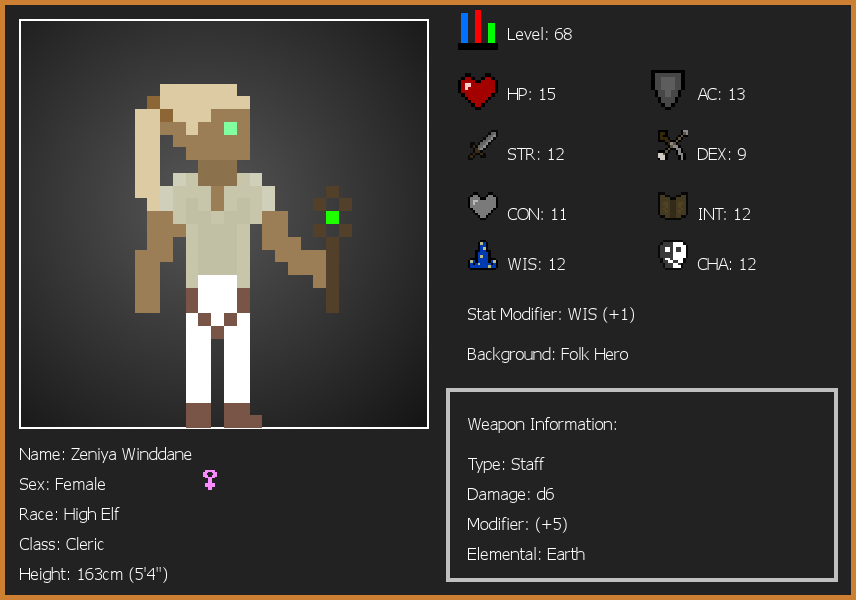 Level: 68
HP: 15
AC: 13
STR: 12
DEX: 9
CON: 11
INT: 12
WIS: 12
CHA: 12
Stat Modifier: WIS (+1)
Background: Folk Hero
Weapon Information:
Type: Staff
Damage: d6
Modifier: (+5)
Elemental: Earth
Name: Zeniya Winddane
Sex: Female
Race: High Elf
Class: Cleric
Height: 163cm (5'4")